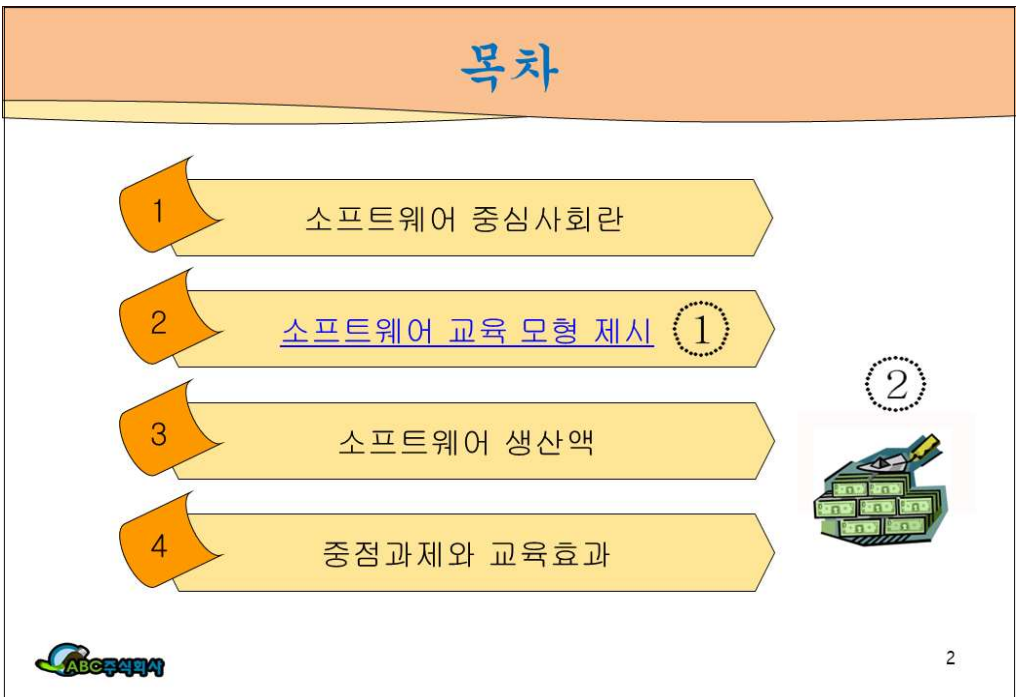 목차
1 소프트웨어 중심사회란
2 소프트웨어 교육 모형 제시 ①
②
3 소프트웨어 생산액
4 중점과제와 교육효과
ABC주식회사
2